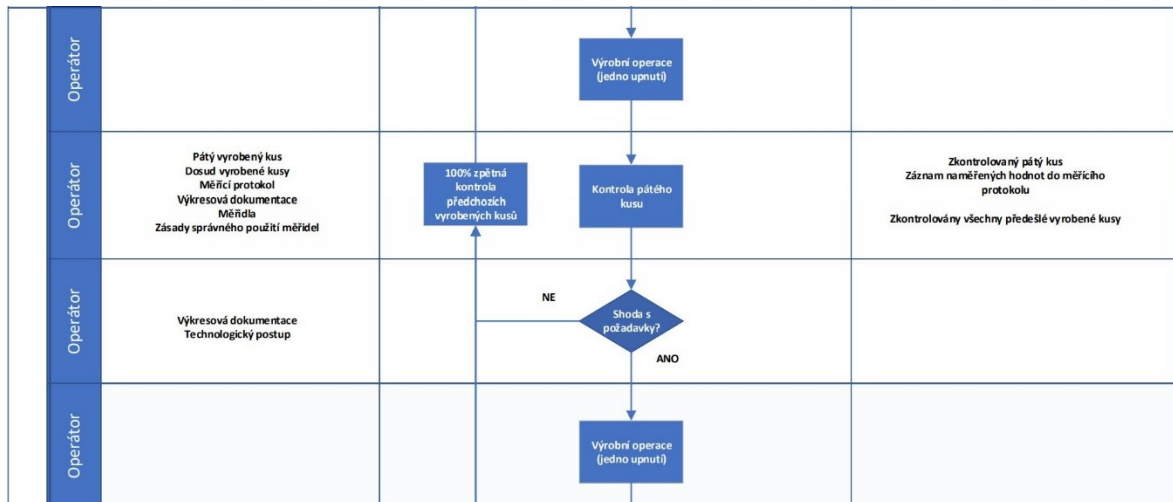 Operátor
Výrobní operace
(jedno upnutí)
Operátor
Pátý vyrobený kus
Dosud vyrobené kusy
Měřící protokol
Výkresová dokumentace
Měřidla
Zásady správného použití měřidel
100% zpětná
kontrola
předchozích
vyrobených kusů
Kontrola pátého
kusu
Zkontrolovaný pátý kus
Záznam naměřených hodnot do měřícího
protokolu
Zkontrolovány všechny předešlé vyrobené kusy
Operátor
Výkresová dokumentace
Technologický postup
NE
Shoda s
požadavky?
ANO
Operátor
Výrobní operace
(jedno upnutí)